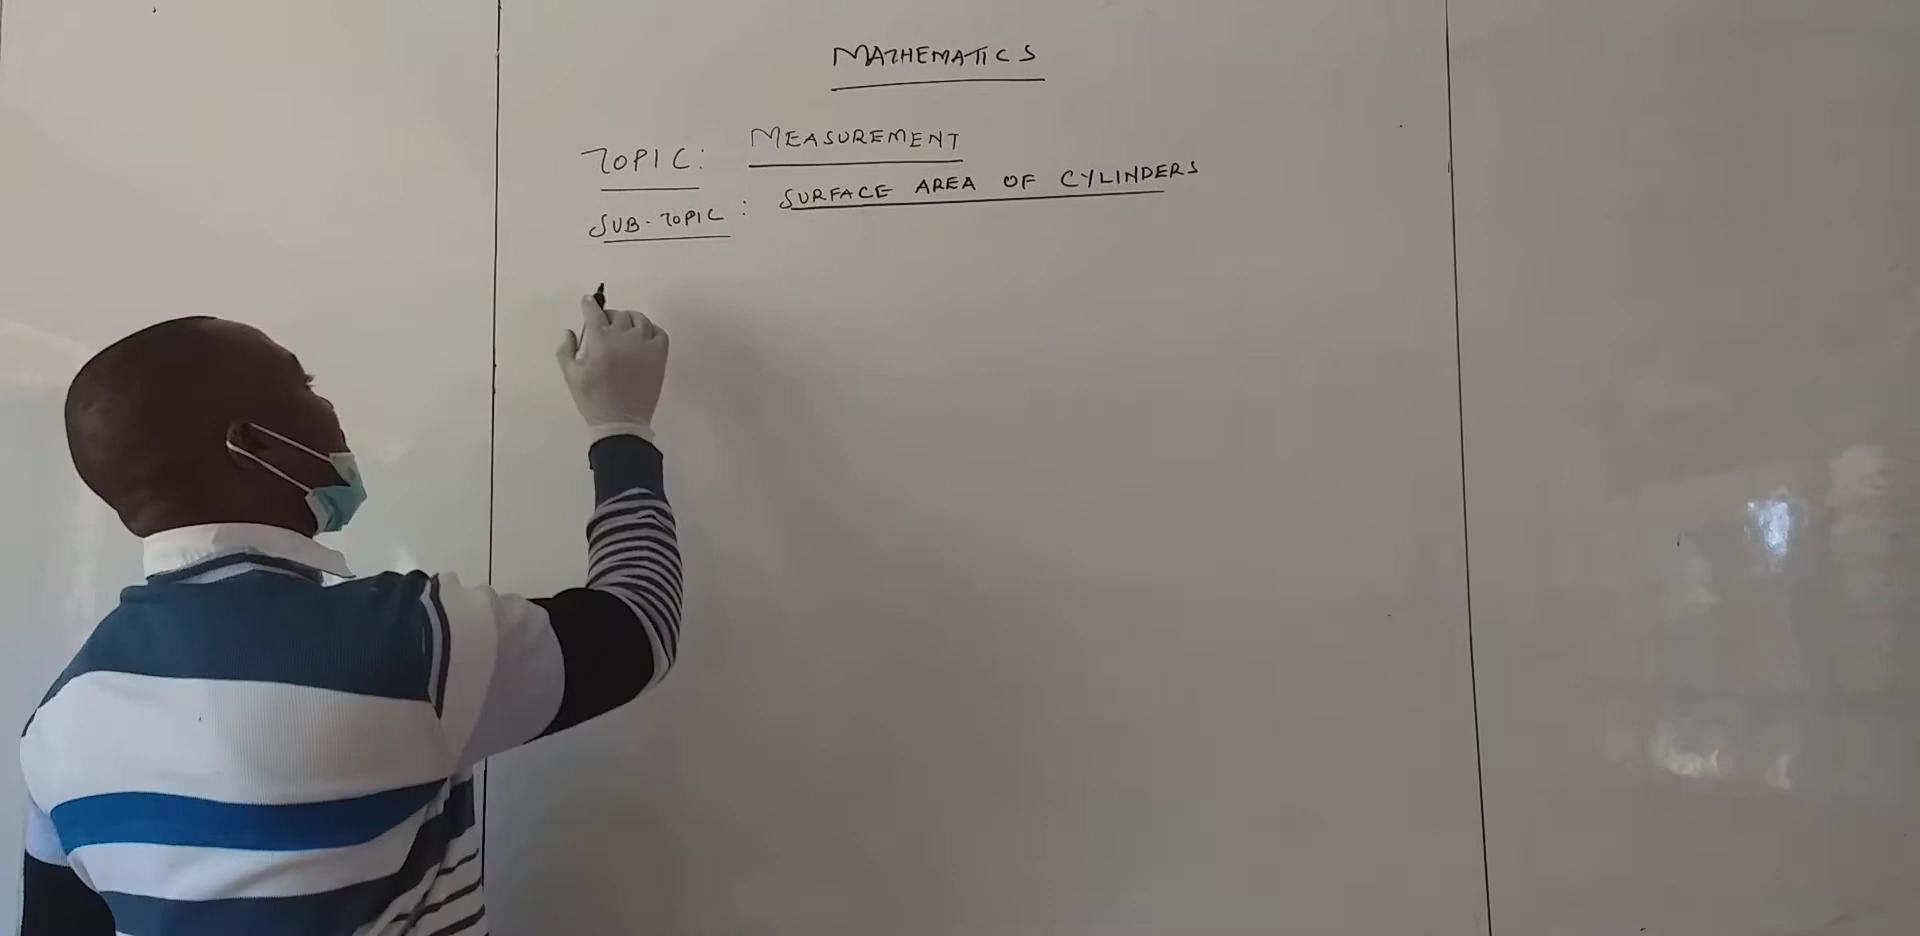 MATHEMATICS
TOPIC: MEASUREMENT
SUB-TOPIC: SURFACE AREA OF CYLINDERS